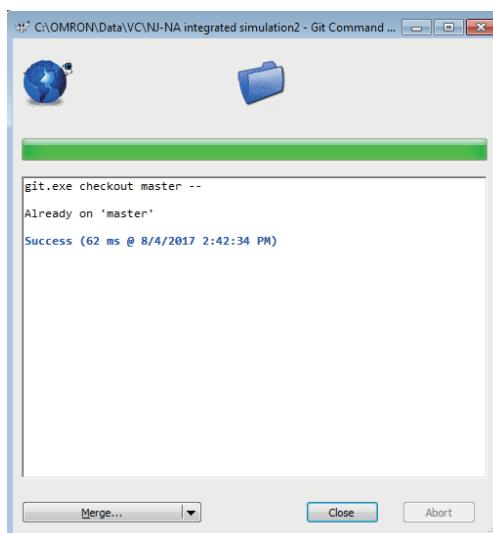 C:\OMRON\Data\VC\NJ-NA integrated simulation2 - Git Command ...
git.exe checkout master --
Already on 'master'
Success (62 ms @ 8/4/2017 2:42:34 PM)
Merge...
Close
Abort